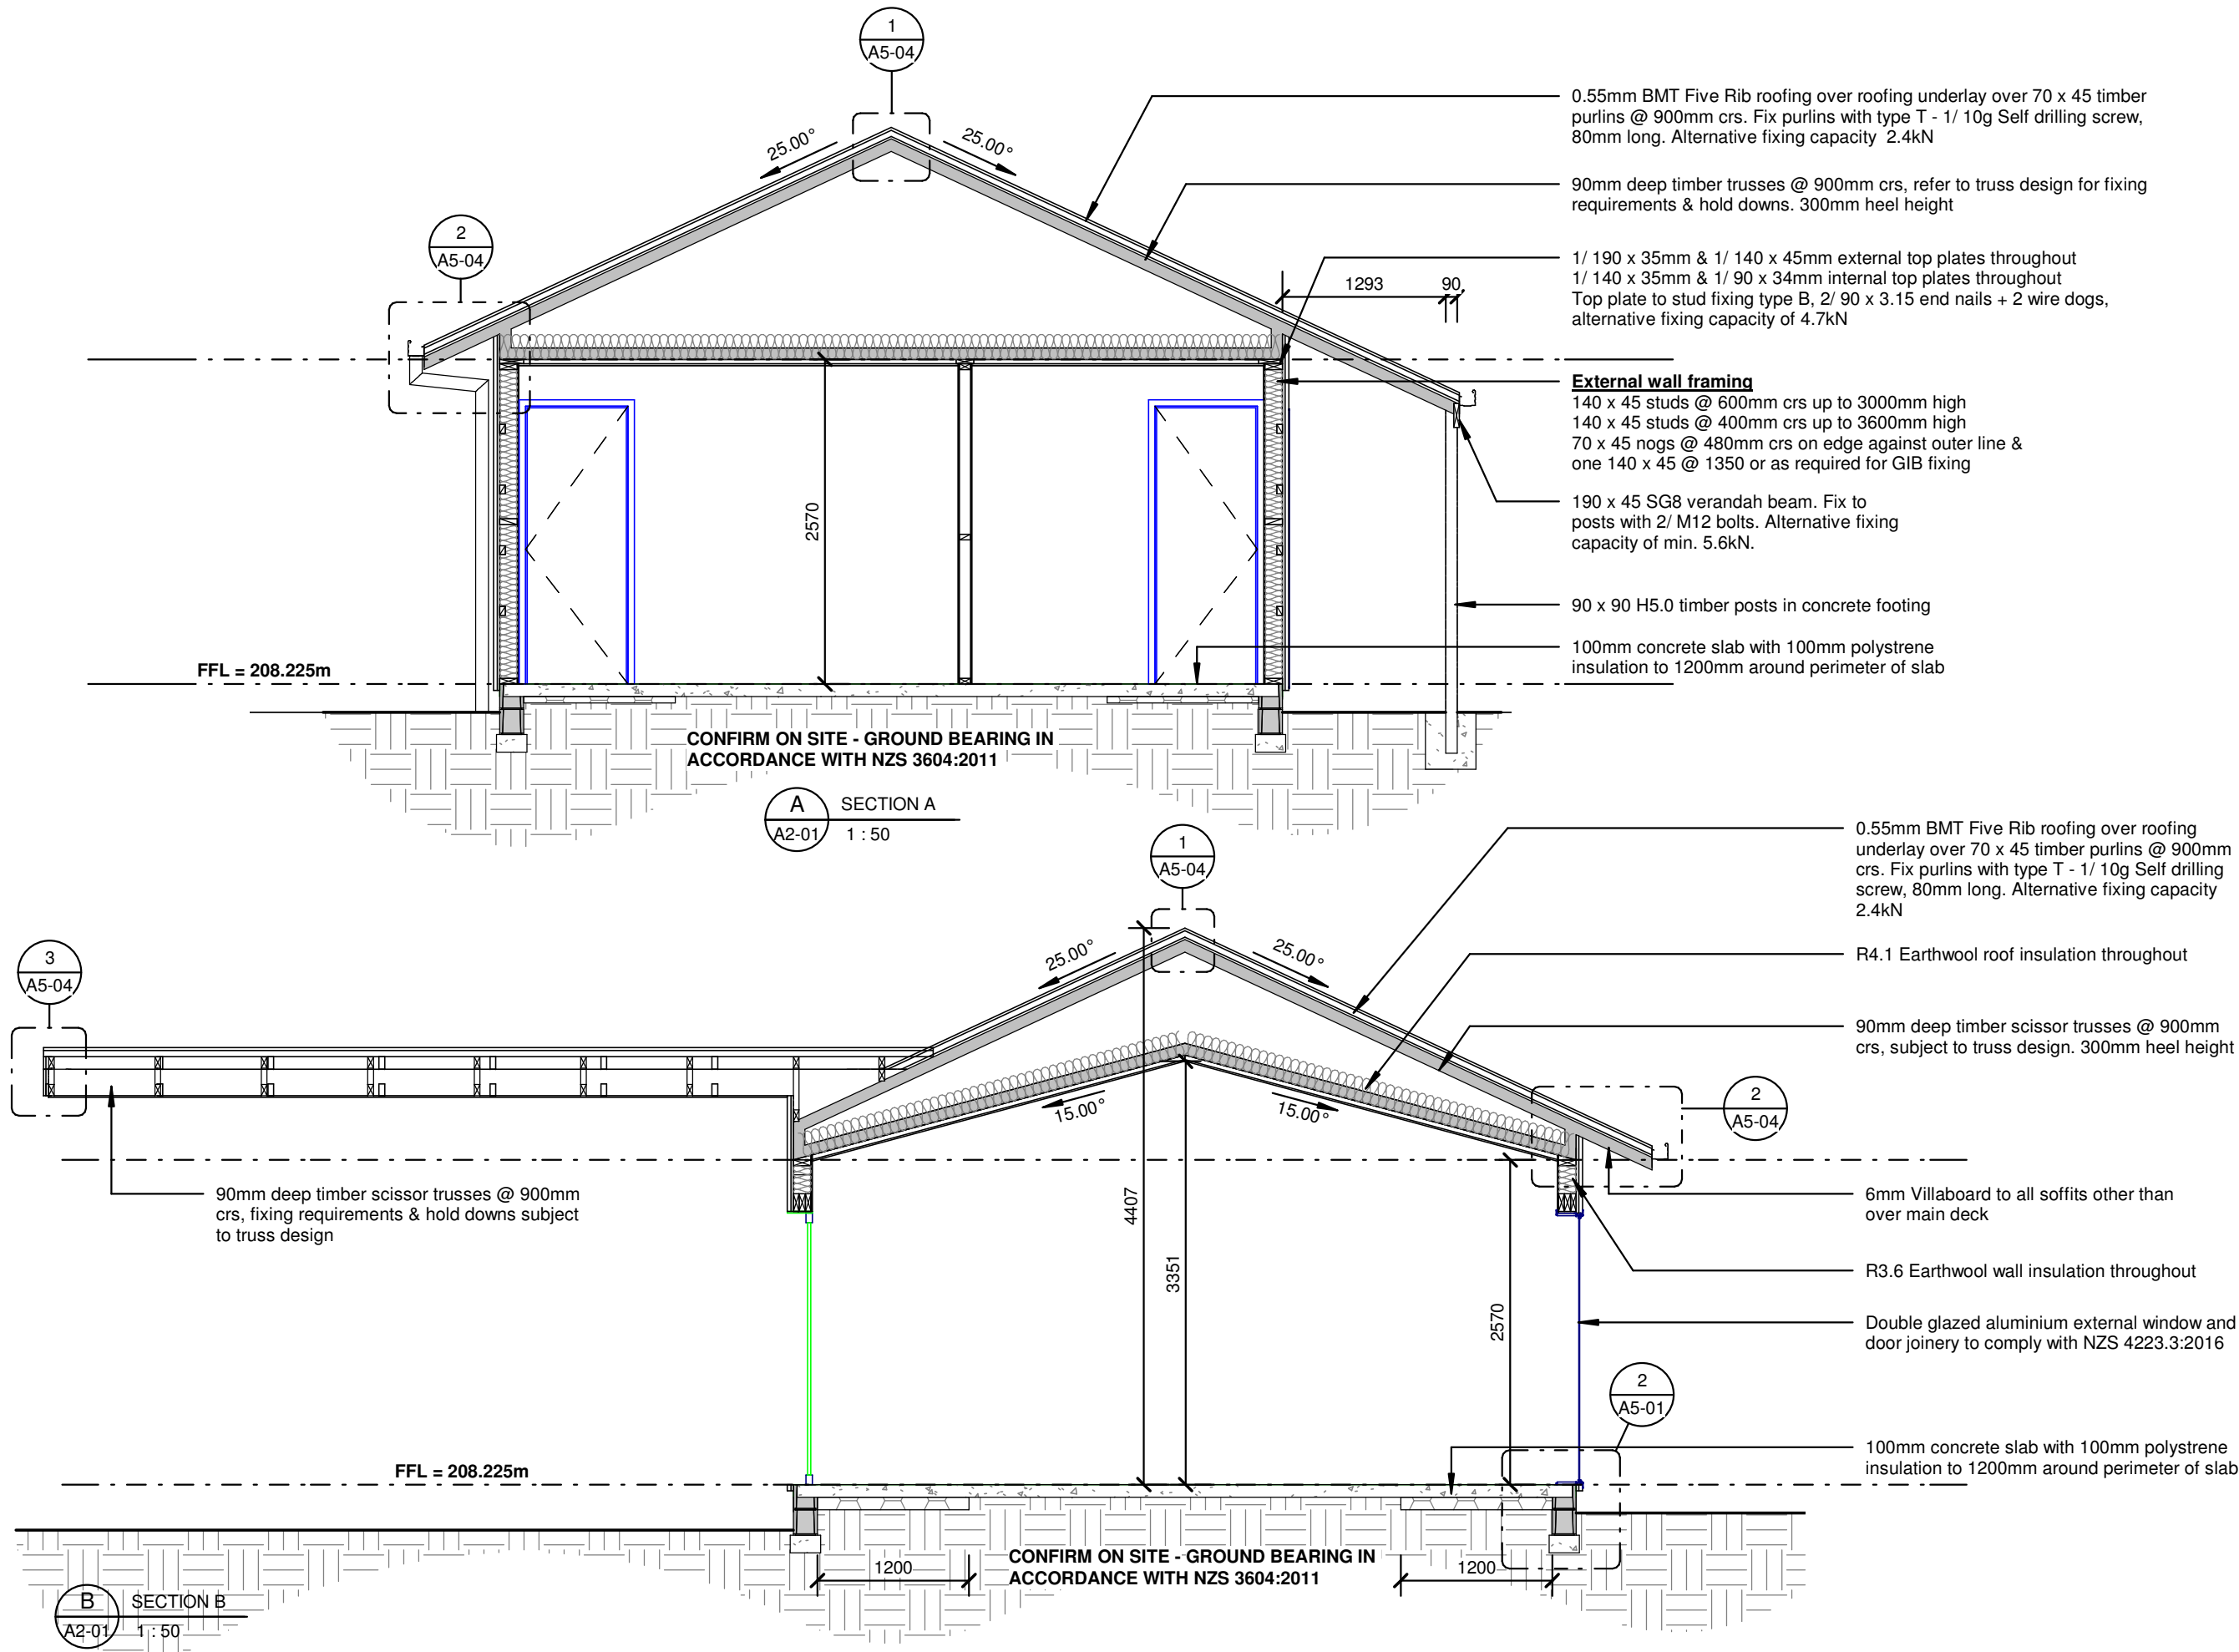 1
A5-04
25.00°
25.00°
2
A5-04
0.55mm BMT Five Rib roofing over roofing underlay over 70 x 45 timber
purlins @ 900mm crs. Fix purlins with type T - 1/ 10g Self drilling screw,
80mm long. Alternative fixing capacity 2.4kN
90mm deep timber trusses @ 900mm crs, refer to truss design for fixing
requirements & hold downs. 300mm heel height
1/ 190 x 35mm & 1/ 140 x 45mm external top plates throughout
1/ 140 x 35mm & 1/ 90 x 34mm internal top plates throughout
Top plate to stud fixing type B, 2/ 90 x 3.15 end nails + 2 wire dogs,
alternative fixing capacity of 4.7kN
1293
90
External wall framing
140 x 45 studs @ 600mm crs up to 3000mm high
140 x 45 studs @ 400mm crs up to 3600mm high
70 x 45 nogs @ 480mm crs on edge against outer line &
one 140 x 45 @ 1350 or as required for GIB fixing
190 x 45 SG8 verandah beam. Fix to
posts with 2/ M12 bolts. Alternative fixing
capacity of min. 5.6kN.
2570
90 x 90 H5.0 timber posts in concrete footing
100mm concrete slab with 100mm polystrene
insulation to 1200mm around perimeter of slab
FFL = 208.225m
CONFIRM ON SITE - GROUND BEARING IN
ACCORDANCE WITH NZS 3604:2011
A
A2-01
SECTION A
1 : 50
1
A5-04
25.00°
25.00°
3
A5-04
0.55mm BMT Five Rib roofing over roofing
underlay over 70 x 45 timber purlins @ 900mm
crs. Fix purlins with type T - 1/ 10g Self drilling
screw, 80mm long. Alternative fixing capacity
2.4kN
R4.1 Earthwool roof insulation throughout
90mm deep timber scissor trusses @ 900mm
crs, subject to truss design. 300mm heel height
15.00°
15.00°
2
A5-04
90mm deep timber scissor trusses @ 900mm
crs, fixing requirements & hold downs subject
to truss design
4407
3351
2570
6mm Villaboard to all soffits other than
over main deck
R3.6 Earthwool wall insulation throughout
Double glazed aluminium external window and
door joinery to comply with NZS 4223.3:2016
2
A5-01
100mm concrete slab with 100mm polystrene
insulation to 1200mm around perimeter of slab
FFL = 208.225m
1200
CONFIRM ON SITE - GROUND BEARING IN
ACCORDANCE WITH NZS 3604:2011
1200
B
A2-01
SECTION B
1 : 50